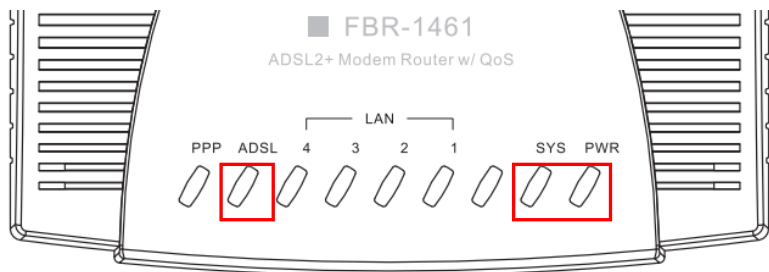 FBR-1461
ADSL2+ Modem Router w/ QoS
LAN
PPP ADSL 4 3 2 1 SYS PWR